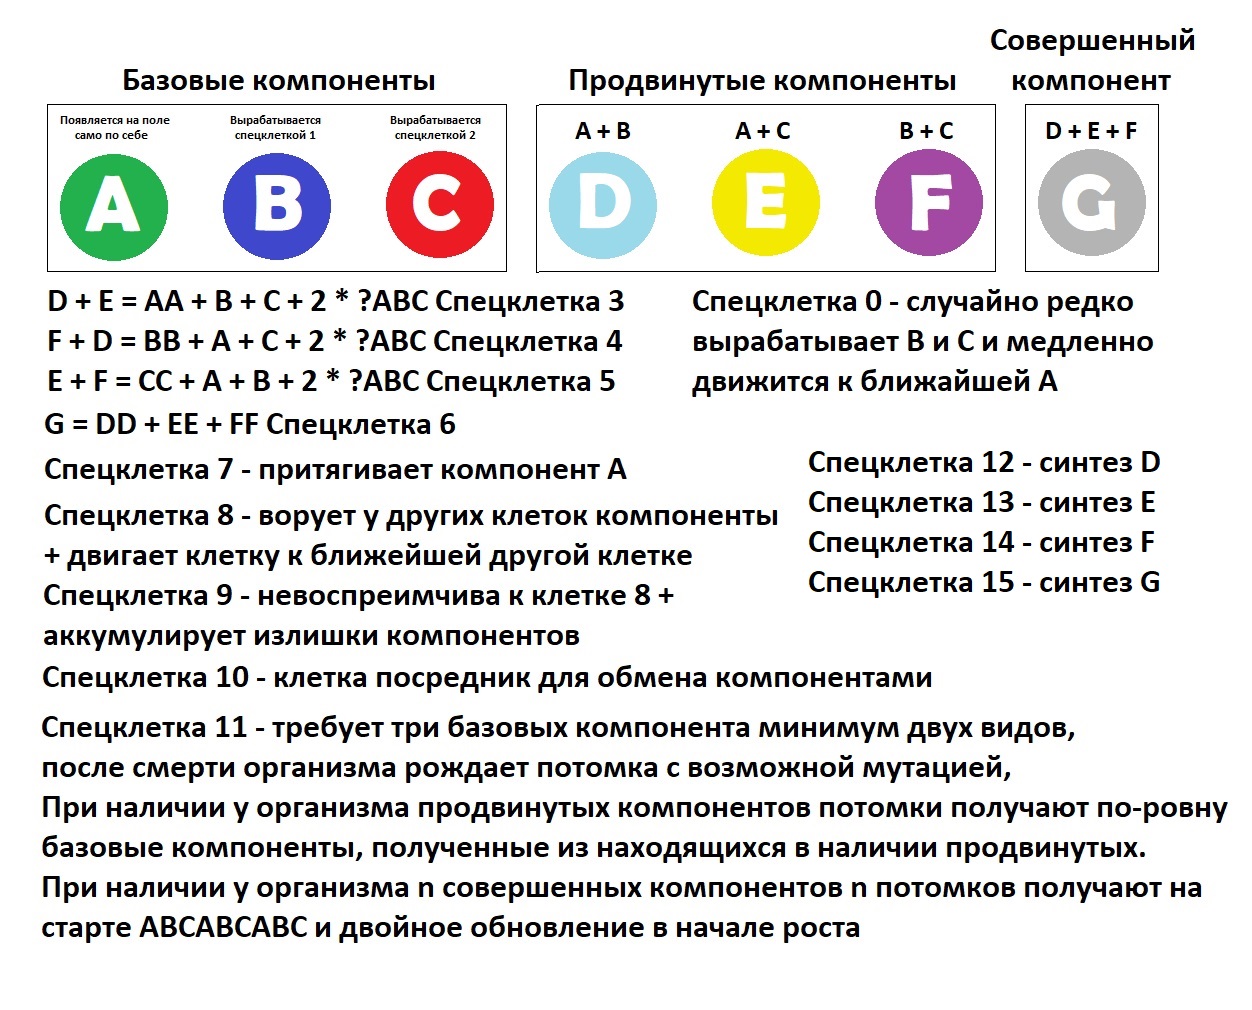 Совершенный
Базовые компоненты
Продвинутые компоненты
компонент
Появляется на поле
само по себе
Вырабатывается
спецклеткой 1
Вырабатывается
спецклеткой 2
A + B
A + C
B + C
D + E + F
A
B
C
D
E
F
G
D + E = AA + B + C + 2 * ?ABC Спецклетка 3
F + D = BB + A + C + 2 * ?ABC Спецклетка 4
E + F = CC + A + B + 2 * ?ABC Спецклетка 5
G = DD + EE + FF Спецклетка 6
Спецклетка 0 - случайно редко
вырабатывает B и C и медленно
движится к ближайшей A
Спецклетка 7 - притягивает компонент A
Спецклетка 8 - ворует у других клеток компоненты
+ двигает клетку к ближейшей другой клетке
Спецклетка 9 - невоспреимчива к клетке 8 +
аккумулирует излишки компонентов
Спецклетка 10 - клетка посредник для обмена компонентами
Спецклетка 12 - синтез D
Спецклетка 13 - синтез E
Спецклетка 14 - синтез F
Спецклетка 15 - синтез G
Спецклетка 11 - требует три базовых компонента минимум двух видов,
после смерти организма рождает потомка с возможной мутацией,
При наличии у организма продвинутых компонентов потомки получают по-ровну
базовые компоненты, полученные из находящихся в наличии продвинутых.
При наличии у организма n совершенных компонентов n потомков получают на
старте ABCABCABC и двойное обновление в начале роста